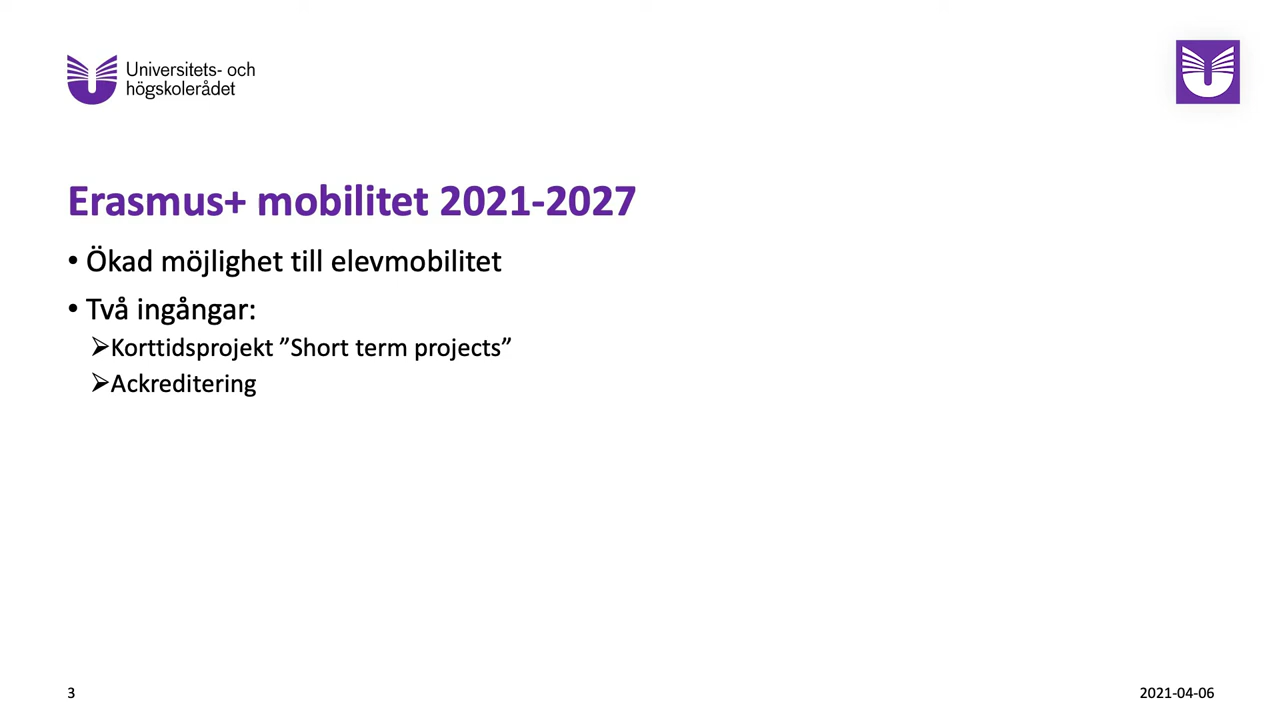 Universitets- och
högskolerådet
Erasmus+ mobilitet 2021-2027
• Ökad möjlighet till elevmobilitet
• Två ingångar:
➢Korttidsprojekt ”Short term projects”
➢Ackreditering
3
2021-04-06